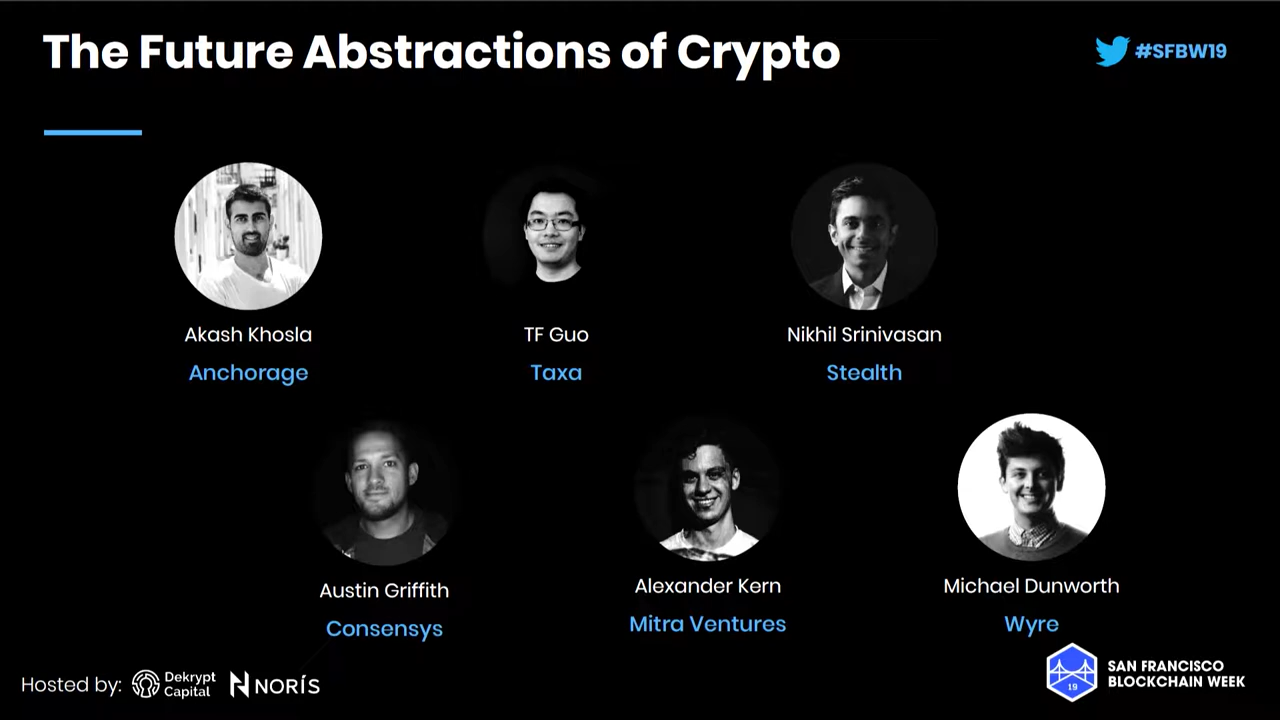 The Future Abstractions of Crypto
#SFBW19
Akash Khosla
Anchorage
TF Guo
Taxa
Nikhil Srinivasan
Stealth
Austin Griffith
Consensys
Alexander Kern
Mitra Ventures
Michael Dunworth
Wyre
Hosted by:
Dekrypt
Capital
NORÍS
19
SAN FRANCISCO
BLOCKCHAIN WEEK